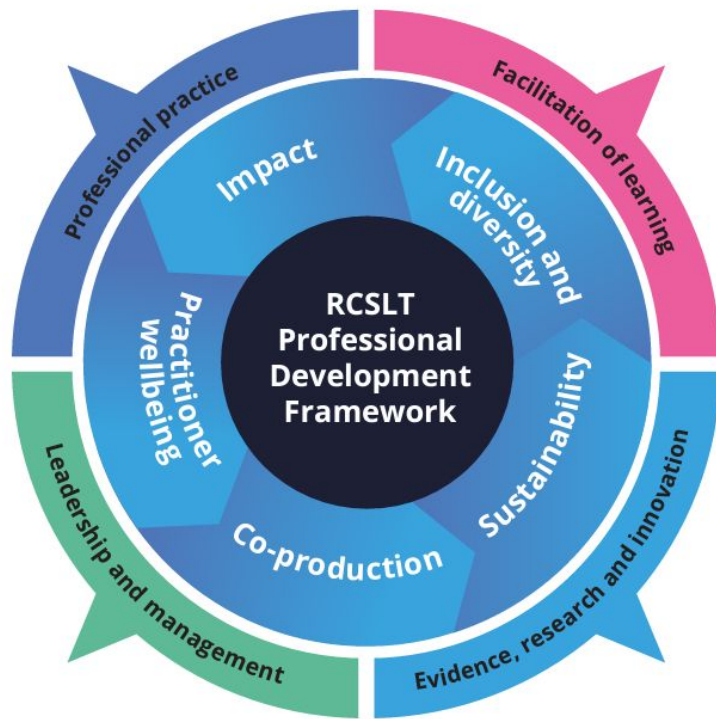 Professional practice
Facilitation of learning
Impact
Inclusion and
diversity
RCSLT
Professional
Development
Framework
Practitioner
wellbeing
Sustainability
Co-production
Leadership and management
Evidence, research and innovation